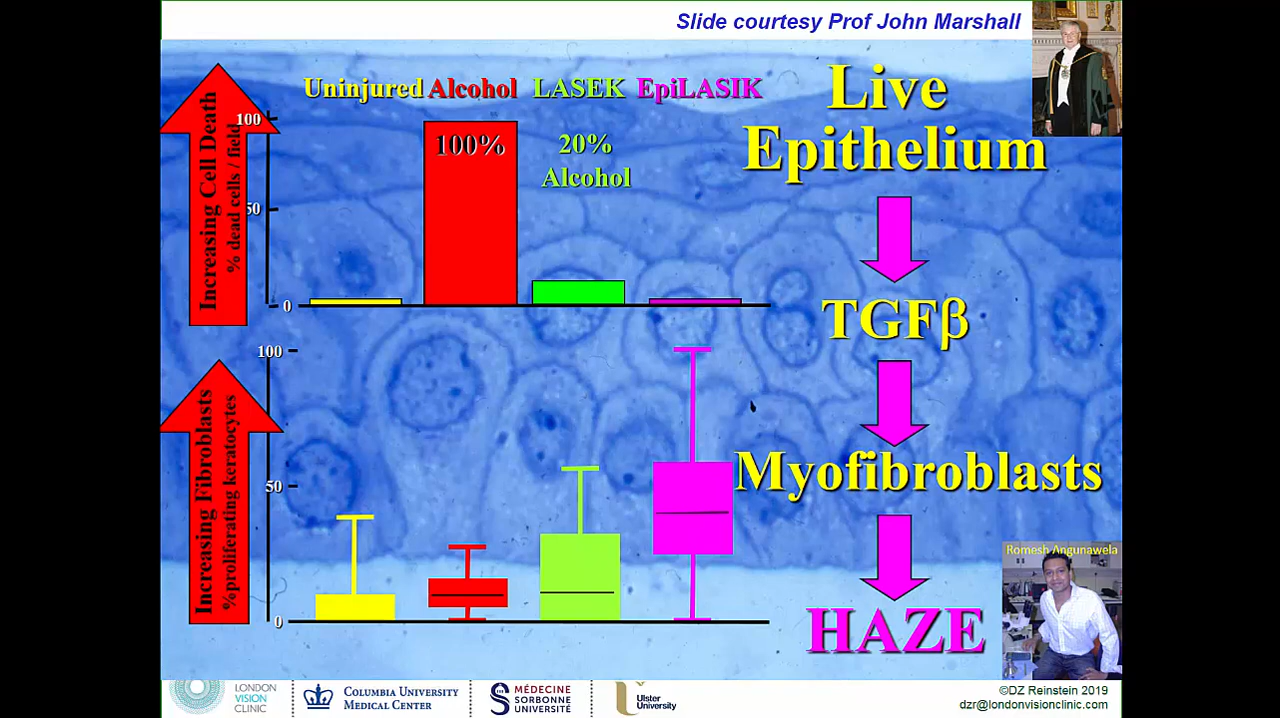 Slide courtesy Prof John Marshall
Uninjured Alcohol LASEK EpiLASIK
100%
20%
Alcohol
Increasing Cell Death
% dead cells / field
100
50
0
Increasing Fibroblasts
%proliferating keratocytes
100
50
0
Live
Epithelium
TGFβ
Myofibroblasts
HAZE
Romesh Angunawela
LONDON
VISION
CLINIC
COLUMBIA UNIVERSITY
MEDICAL CENTER
MÉDECINE
SORBONNE
UNIVERSITÉ
Ulster
University
©DZ Reinstein 2019
dzr@londonvisionclinic.com